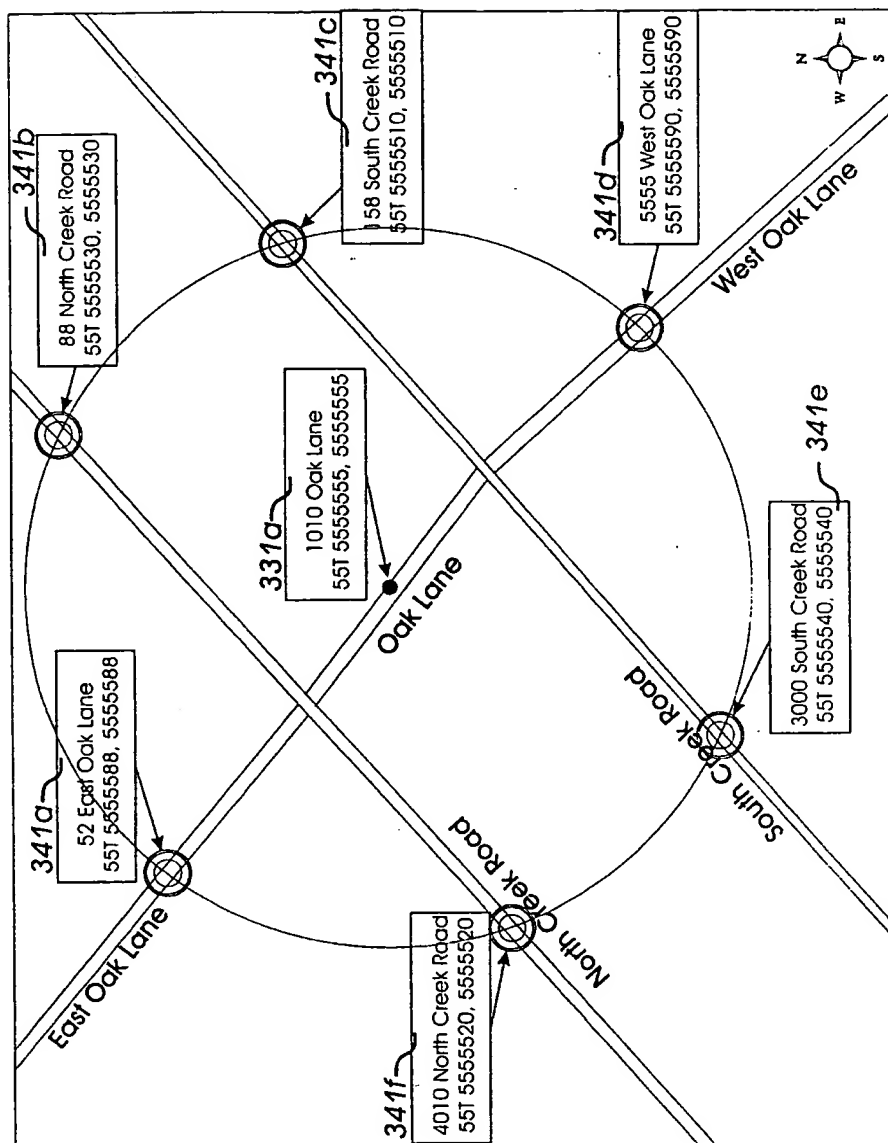 341a
52 East Oak Lane
55T 5555588, 5555588
341b
88 North Creek Road
55T 5555530, 5555530
341c
158 South Creek Road
55T 5555510, 5555510
331a
1010 Oak Lane
55T 5555555, 5555555
341d
5555 West Oak Lane
55T 5555590, 5555590
341e
3000 South Creek Road
55T 5555540, 5555540
341f
4010 North Creek Road
55T 5555520, 5555520
East Oak Lane
Oak Lane
West Oak Lane
North Creek Road
South Creek Road
N
E
S
W